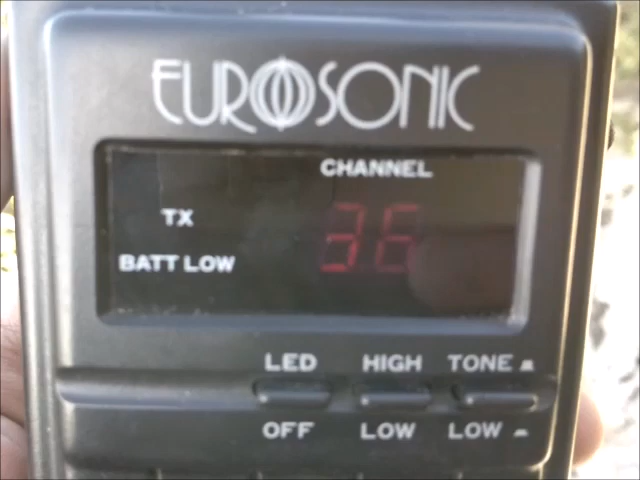 EUROSONIC
CHANNEL
TX
36
BATT LOW
LED HIGH TONE
OFF LOW LOW